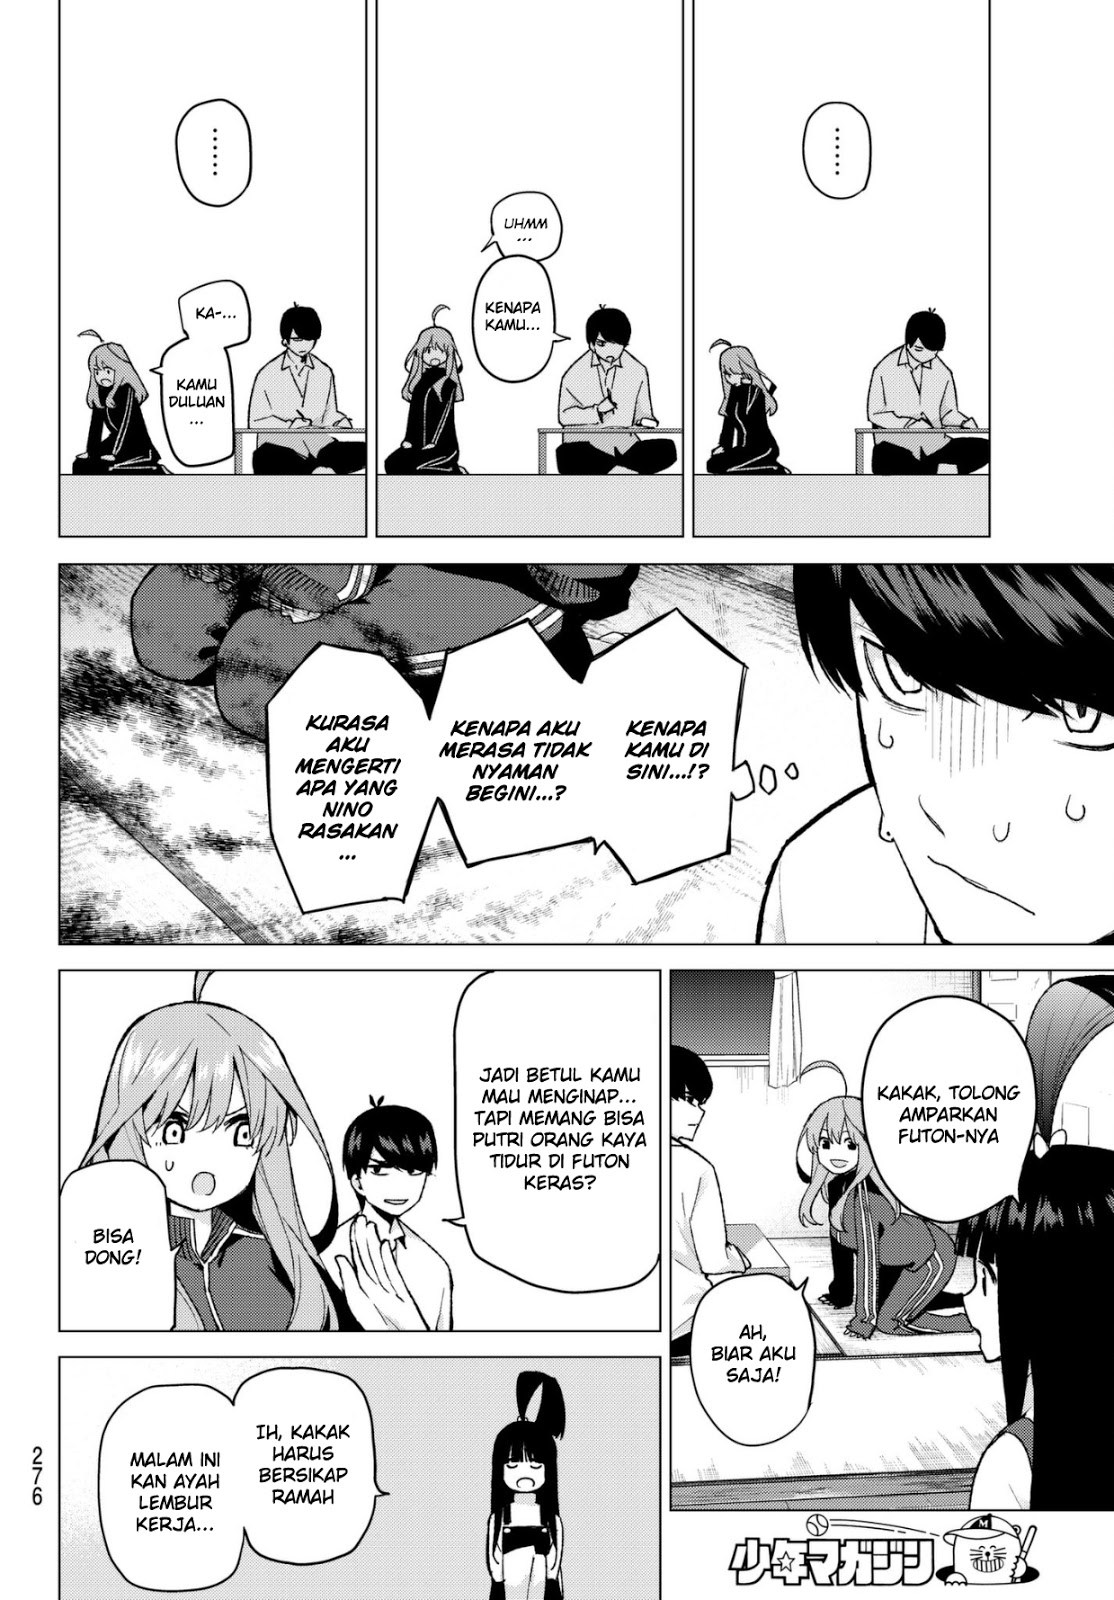 ......
UHMM
...
KENAPA
KAMU...
......
KA-...
KAMU
DULUAN
...
KENAPA
KAMU DI
SINI...!?
KENAPA AKU
MERASA TIDAK
NYAMAN
BEGINI...?
KURASA
AKU
MENGERTI
APA YANG
NINO
RASAKAN
...
KAKAK, TOLONG
AMPARKAN
FUTON-NYA
AH,
BIAR AKU
SAJA!
JADI BETUL KAMU
MAU MENGINAP...
TAPI MEMANG BISA
PUTRI ORANG KAYA
TIDUR DI FUTON
KERAS?
BISA
DONG!
IH, KAKAK
HARUS
BERSIKAP
RAMAH
MALAM INI
KAN AYAH
LEMBUR
KERJA...
276
少年マガジン
M